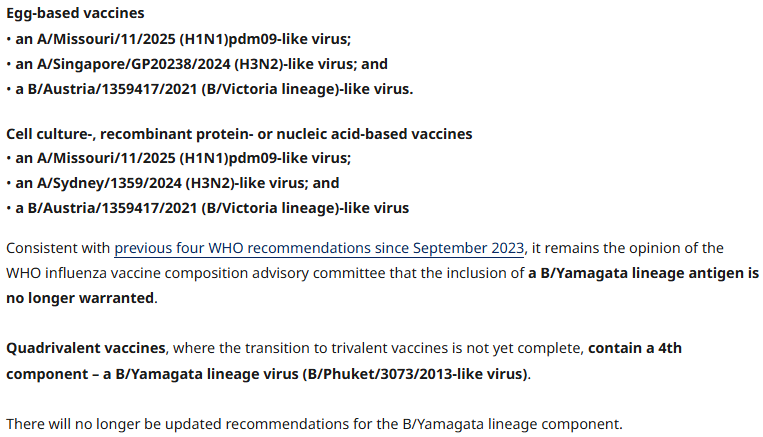 Egg-based vaccines
• an A/Missouri/11/2025 (H1N1)pdm09-like virus;
• an A/Singapore/GP20238/2024 (H3N2)-like virus; and
• a B/Austria/1359417/2021 (B/Victoria lineage)-like virus.
Cell culture-, recombinant protein- or nucleic acid-based vaccines
• an A/Missouri/11/2025 (H1N1)pdm09-like virus;
• an A/Sydney/1359/2024 (H3N2)-like virus; and
• a B/Austria/1359417/2021 (B/Victoria lineage)-like virus
Consistent with previous four WHO recommendations since September 2023, it remains the opinion of the
WHO influenza vaccine composition advisory committee that the inclusion of a B/Yamagata lineage antigen is
no longer warranted.
Quadrivalent vaccines, where the transition to trivalent vaccines is not yet complete, contain a 4th
component – a B/Yamagata lineage virus (B/Phuket/3073/2013-like virus).
There will no longer be updated recommendations for the B/Yamagata lineage component.